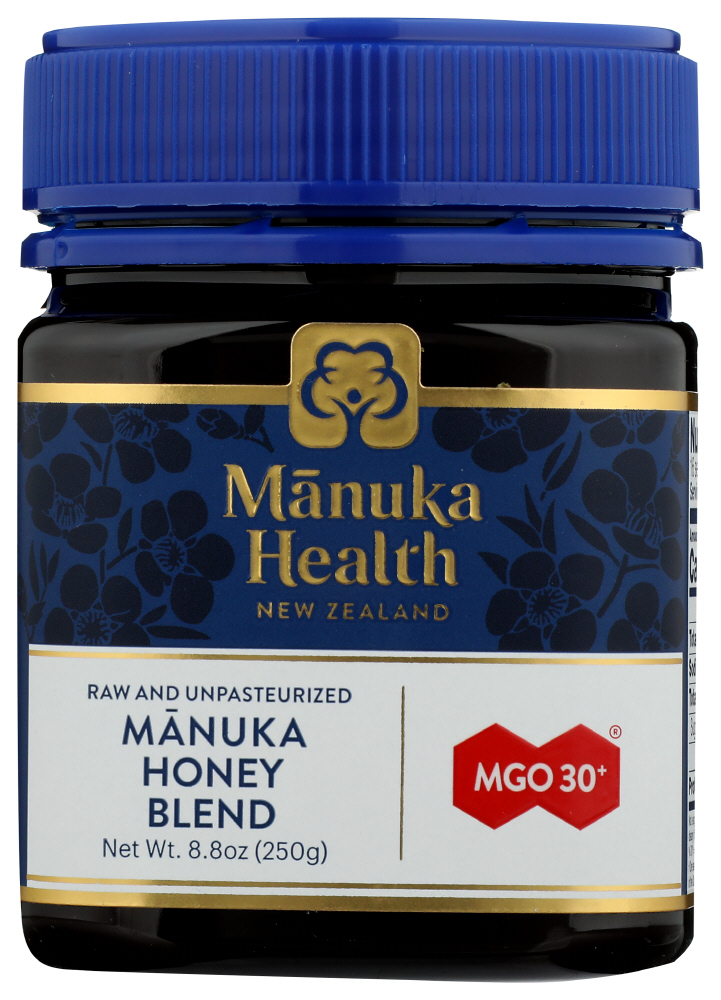 Mānuka
Health
NEW ZEALAND
RAW AND UNPASTEURIZED
MĀNUKA
HONEY
BLEND
Net Wt. 8.8oz (250g)
MGO 30+ ®